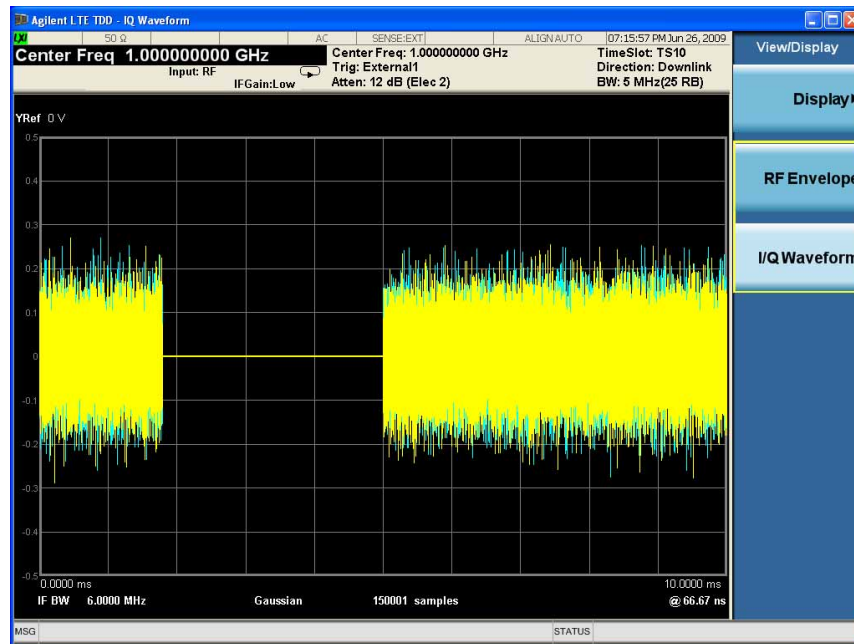 Agilent LTE TDD - IQ Waveform
LXI 50 Ω AC SENSE:EXT ALIGNAUTO 07:15:57 PM Jun 26, 2009
Center Freq 1.000000000 GHz Center Freq: 1.000000000 GHz TimeSlot: TS10
Input: RF Trig: External1 Direction: Downlink
IFGain:Low Atten: 12 dB (Elec 2) BW: 5 MHz(25 RB)
View/Display
Display
RF Envelope
I/Q Waveform
YRef 0 V
0.5
0.4
0.3
0.2
0.1
0
-0.1
-0.2
-0.3
-0.4
-0.5
0.0000 ms 10.0000 ms
IF BW 6.0000 MHz Gaussian 150001 samples @ 66.67 ns
MSG STATUS